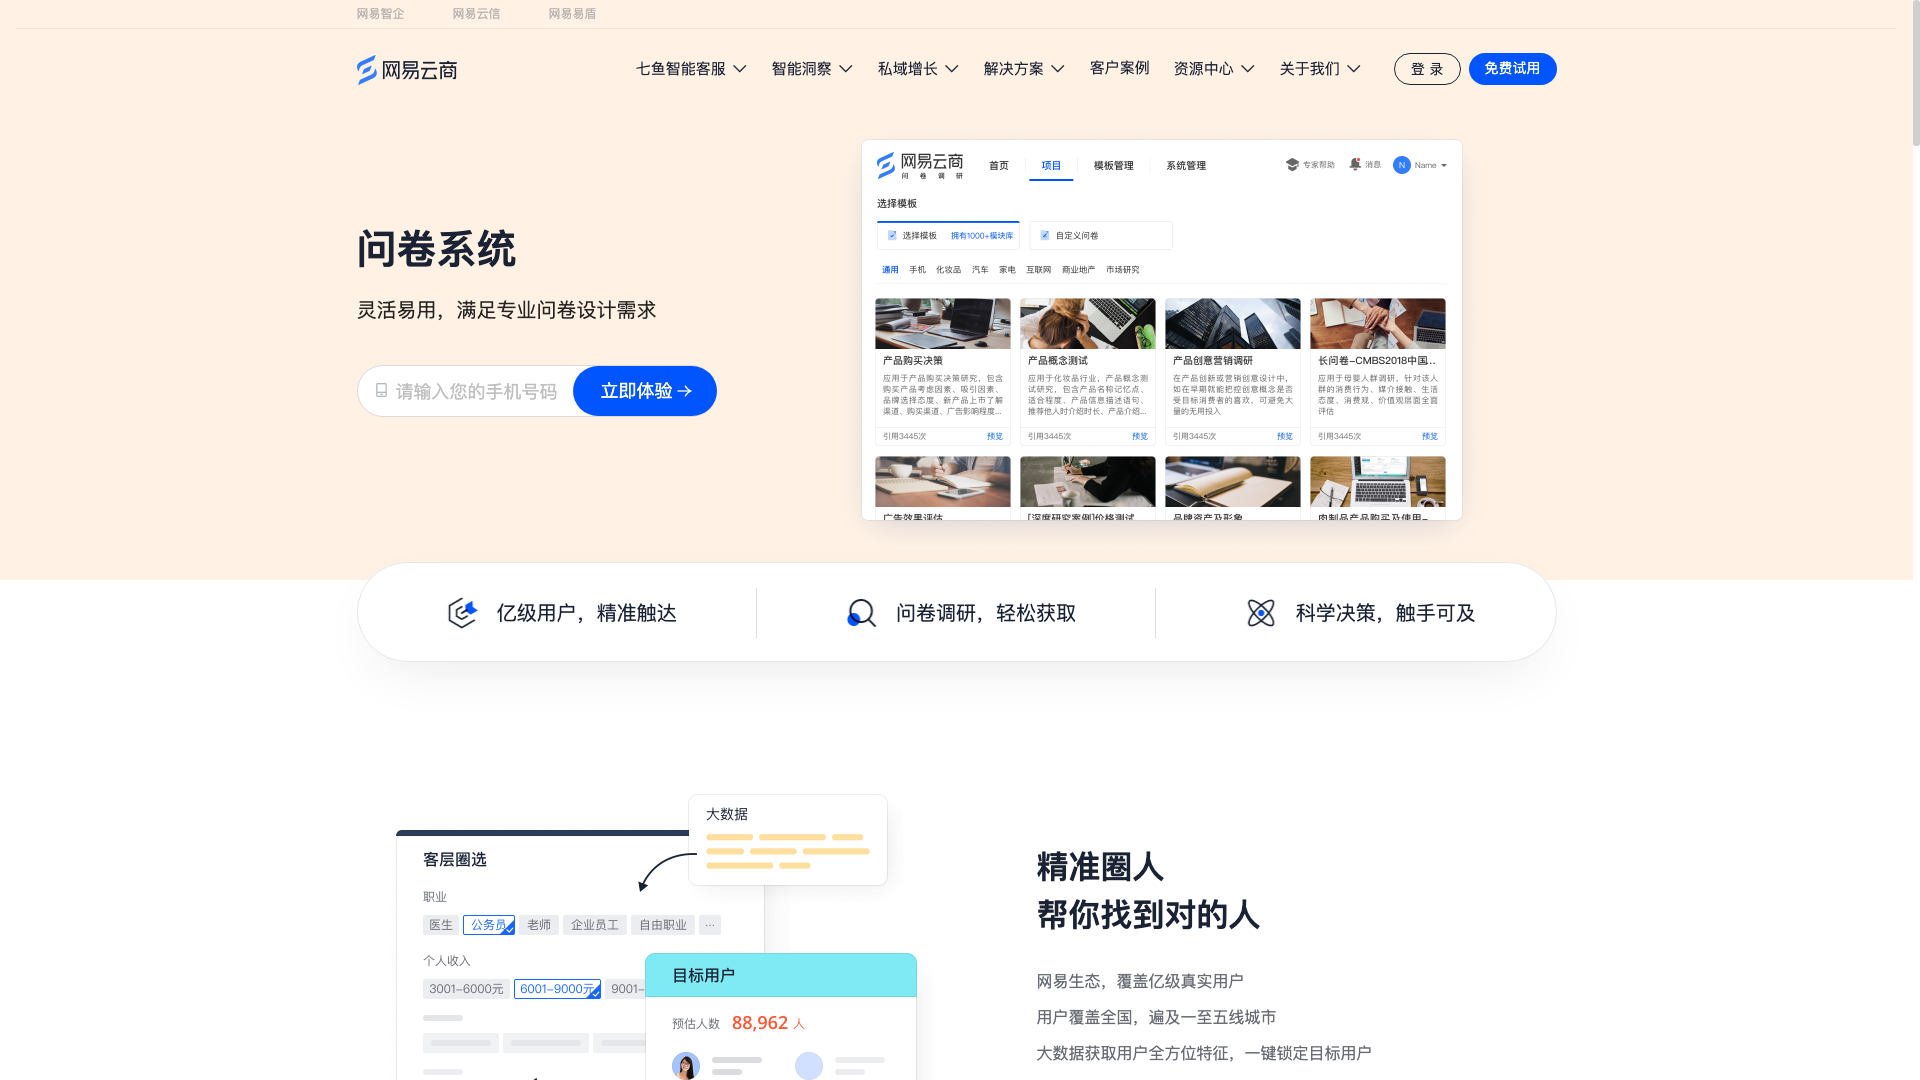 网易智企
网易云信
网易易盾
网易云商
七鱼智能客服
智能洞察
私域增长
解决方案
客户案例
资源中心
关于我们
登 录
免费试用
问卷系统
灵活易用，满足专业问卷设计需求
请输入您的手机号码
立即体验
网易云商
问卷调研
首页
项目
模板管理
系统管理
专家帮助
消息
N
Name
选择模板
选择模板
拥有1000+模块库
自定义问卷
通用
手机
化妆品
汽车
家电
互联网
商业地产
市场研究
产品购买决策
应用于产品购买决策研究，包含
购买产品考虑因素、吸引因素、
品牌选择态度、新产品上市了解
渠道、购买渠道、广告影响程度...
引用3445次
预览
产品概念测试
应用于化妆品行业，产品概念测
试研究，包含产品名称记忆点、
适合程度、产品信息描述语句、
推荐他人时介绍时长、产品介绍...
引用3445次
预览
产品创意营销调研
在产品创新或营销创意设计中，
如在早期就能把控创意概念是否
受目标消费者的喜欢，可避免大
量的无用投入
引用3445次
预览
长问卷-CMBS2018中国...
应用于母婴人群调研，针对该人
群的消费行为、媒介接触、生活
态度、消费观、价值观层面全面
评估
引用3445次
预览
广告效果评估
[深度研究案例]价格测试
品牌资产及形象
肉制品产品购买及使用-
亿级用户，精准触达
问卷调研，轻松获取
科学决策，触手可及
大数据
客层圈选
职业
医生
公务员
老师
企业员工
自由职业
...
个人收入
3001-6000元
6001-9000元
9001-
目标用户
预估人数
88,962 人
精准圈人
帮你找到对的人
网易生态，覆盖亿级真实用户
用户覆盖全国，遍及一至五线城市
大数据获取用户全方位特征，一键锁定目标用户